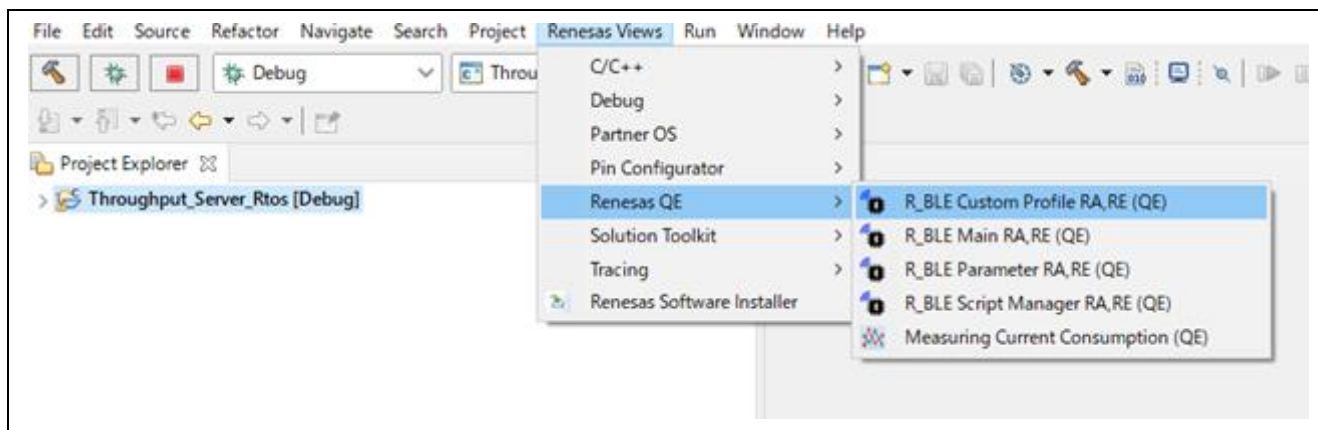 File Edit Source Refactor Navigate Search Project Renesas Views Run Window Help
Debug
Throu
Project Explorer
Throughput_Server_Rtos [Debug]
C/C++
Debug
Partner OS
Pin Configurator
Renesas QE
Solution Toolkit
Tracing
Renesas Software Installer
R_BLE Custom Profile RA,RE (QE)
R_BLE Main RA,RE (QE)
R_BLE Parameter RA,RE (QE)
R_BLE Script Manager RA,RE (QE)
Measuring Current Consumption (QE)